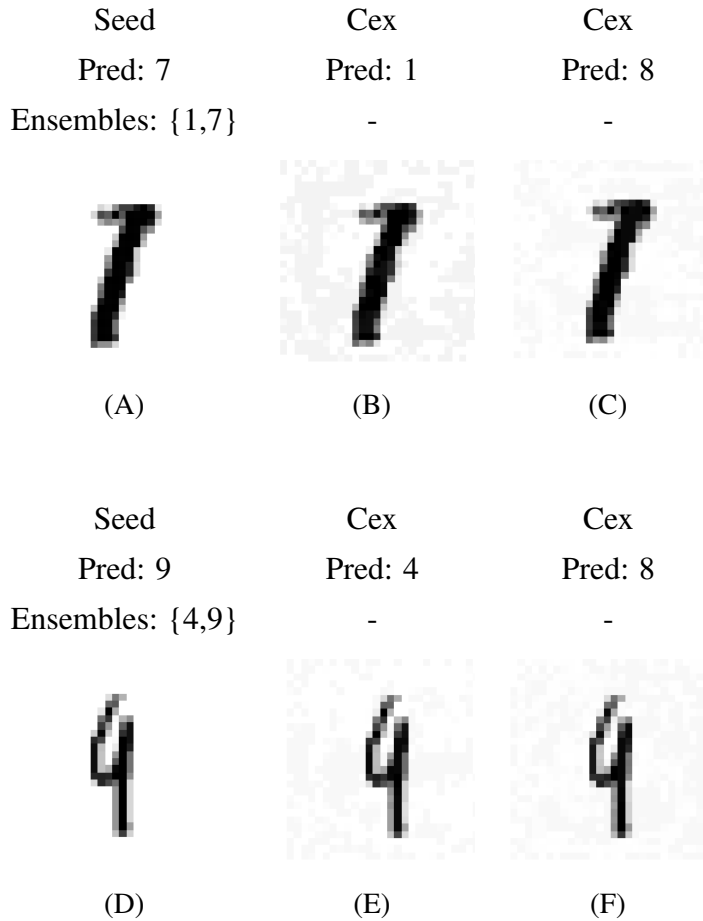 Seed Cex Cex
Pred: 7 Pred: 1 Pred: 8
Ensembles: {1,7} - -
(A) (B) (C)
Seed Cex Cex
Pred: 9 Pred: 4 Pred: 8
Ensembles: {4,9} - -
(D) (E) (F)